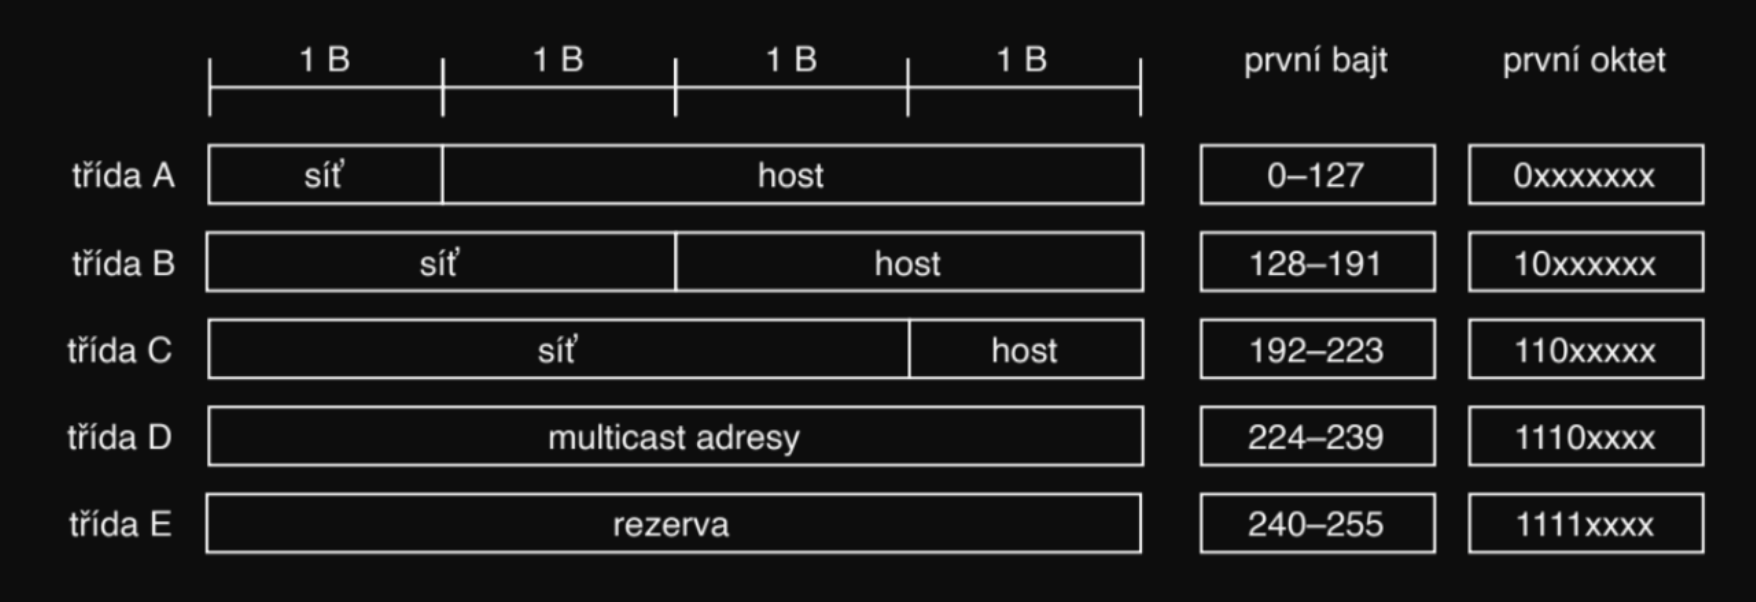 1 B 1 B 1 B 1 B první bajt první oktet
třída A síť host 0–127 0xxxxxxx
třída B síť host 128–191 10xxxxxx
třída C síť host 192–223 110xxxxx
třída D multicast adresy 224–239 1110xxxx
třída E rezerva 240–255 1111xxxx